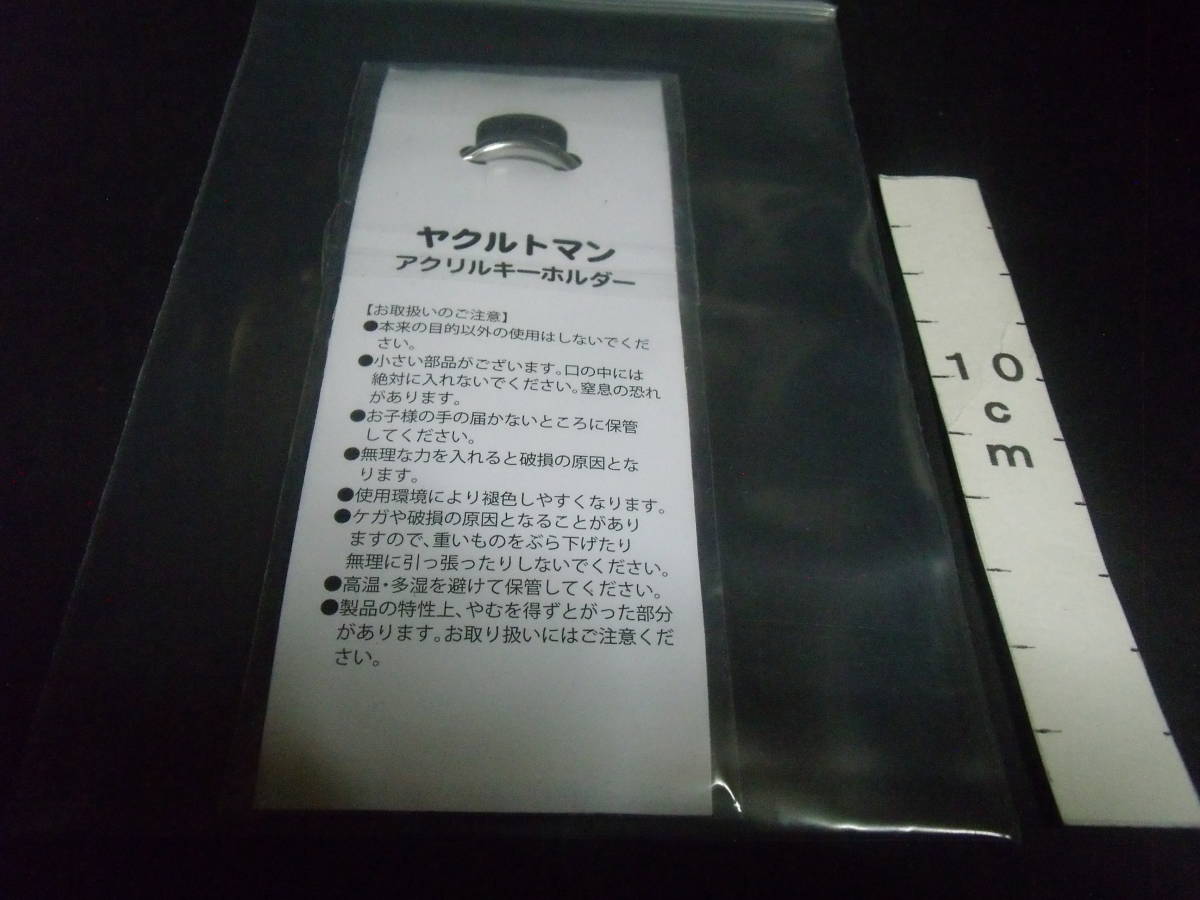 ヤクルトマン
アクリルキーホルダー
【お取扱いのご注意】
●本来の目的以外の使用はしないでくだ
さい。
●小さい部品がございます。口の中には
絶対に入れないでください。窒息の恐れ
があります。
●お子様の手の届かないところに保管
してください。
●無理な力を入れると破損の原因とな
ります。
●使用環境により褪色しやすくなります。
●ケガや破損の原因となることがあり
ますので、重いものをぶら下げたり
無理に引っ張ったりしないでください。
●高温・多湿を避けて保管してください。
●製品の特性上、やむを得ずとがった部分
があります。お取り扱いにはご注意くだ
さい。
10
c
m